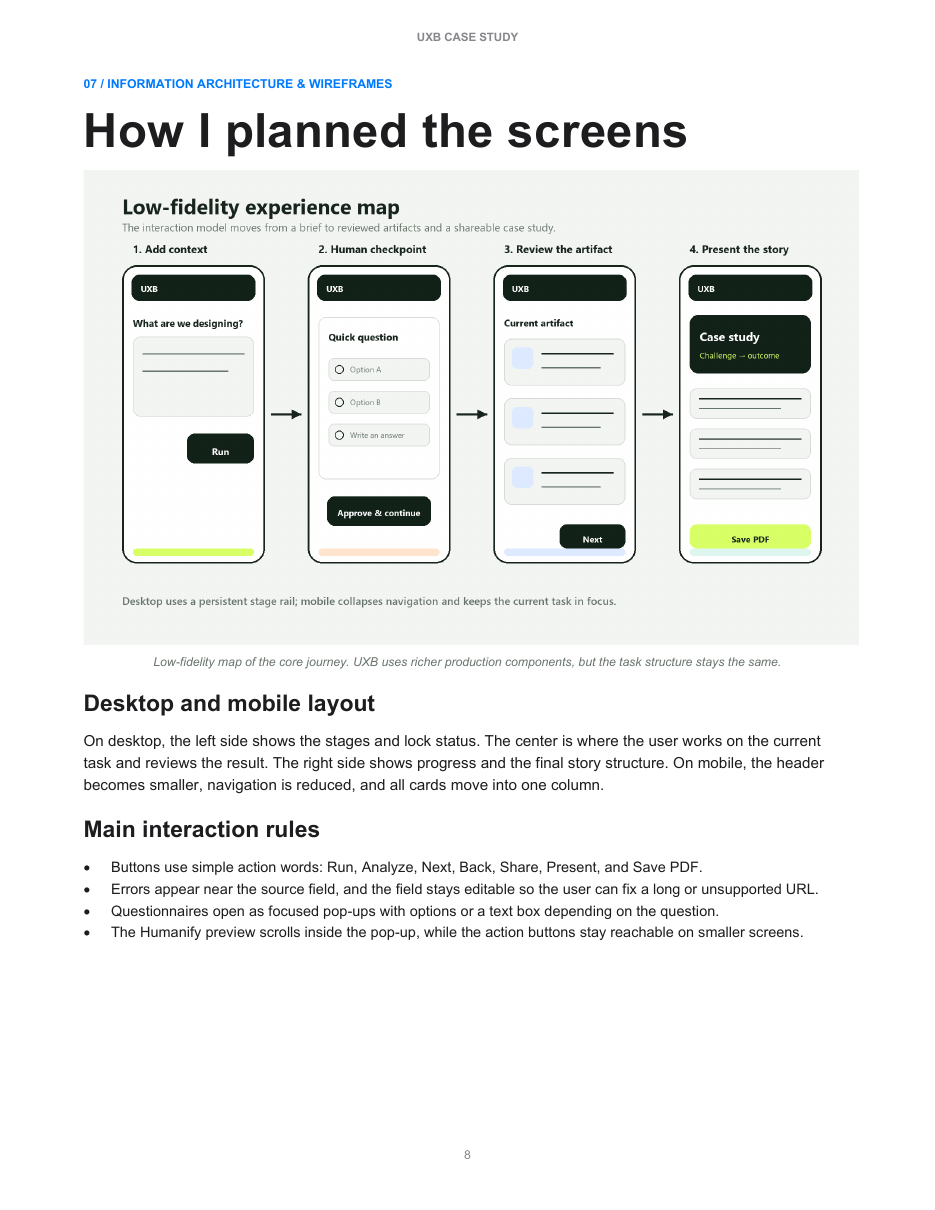 UXB CASE STUDY
07 / INFORMATION ARCHITECTURE & WIREFRAMES
How I planned the screens
Low-fidelity experience map
The interaction model moves from a brief to reviewed artifacts and a shareable case study.
1. Add context
UXB
What are we designing?
Run
2. Human checkpoint
UXB
Quick question
Option A
Option B
Write an answer
Approve & continue
3. Review the artifact
UXB
Current artifact
Next
4. Present the story
UXB
Case study
Challenge → outcome
Save PDF
Desktop uses a persistent stage rail; mobile collapses navigation and keeps the current task in focus.
Low-fidelity map of the core journey. UXB uses richer production components, but the task structure stays the same.
Desktop and mobile layout
On desktop, the left side shows the stages and lock status. The center is where the user works on the current
task and reviews the result. The right side shows progress and the final story structure. On mobile, the header
becomes smaller, navigation is reduced, and all cards move into one column.
Main interaction rules
• Buttons use simple action words: Run, Analyze, Next, Back, Share, Present, and Save PDF.
• Errors appear near the source field, and the field stays editable so the user can fix a long or unsupported URL.
• Questionnaires open as focused pop-ups with options or a text box depending on the question.
• The Humanify preview scrolls inside the pop-up, while the action buttons stay reachable on smaller screens.
8